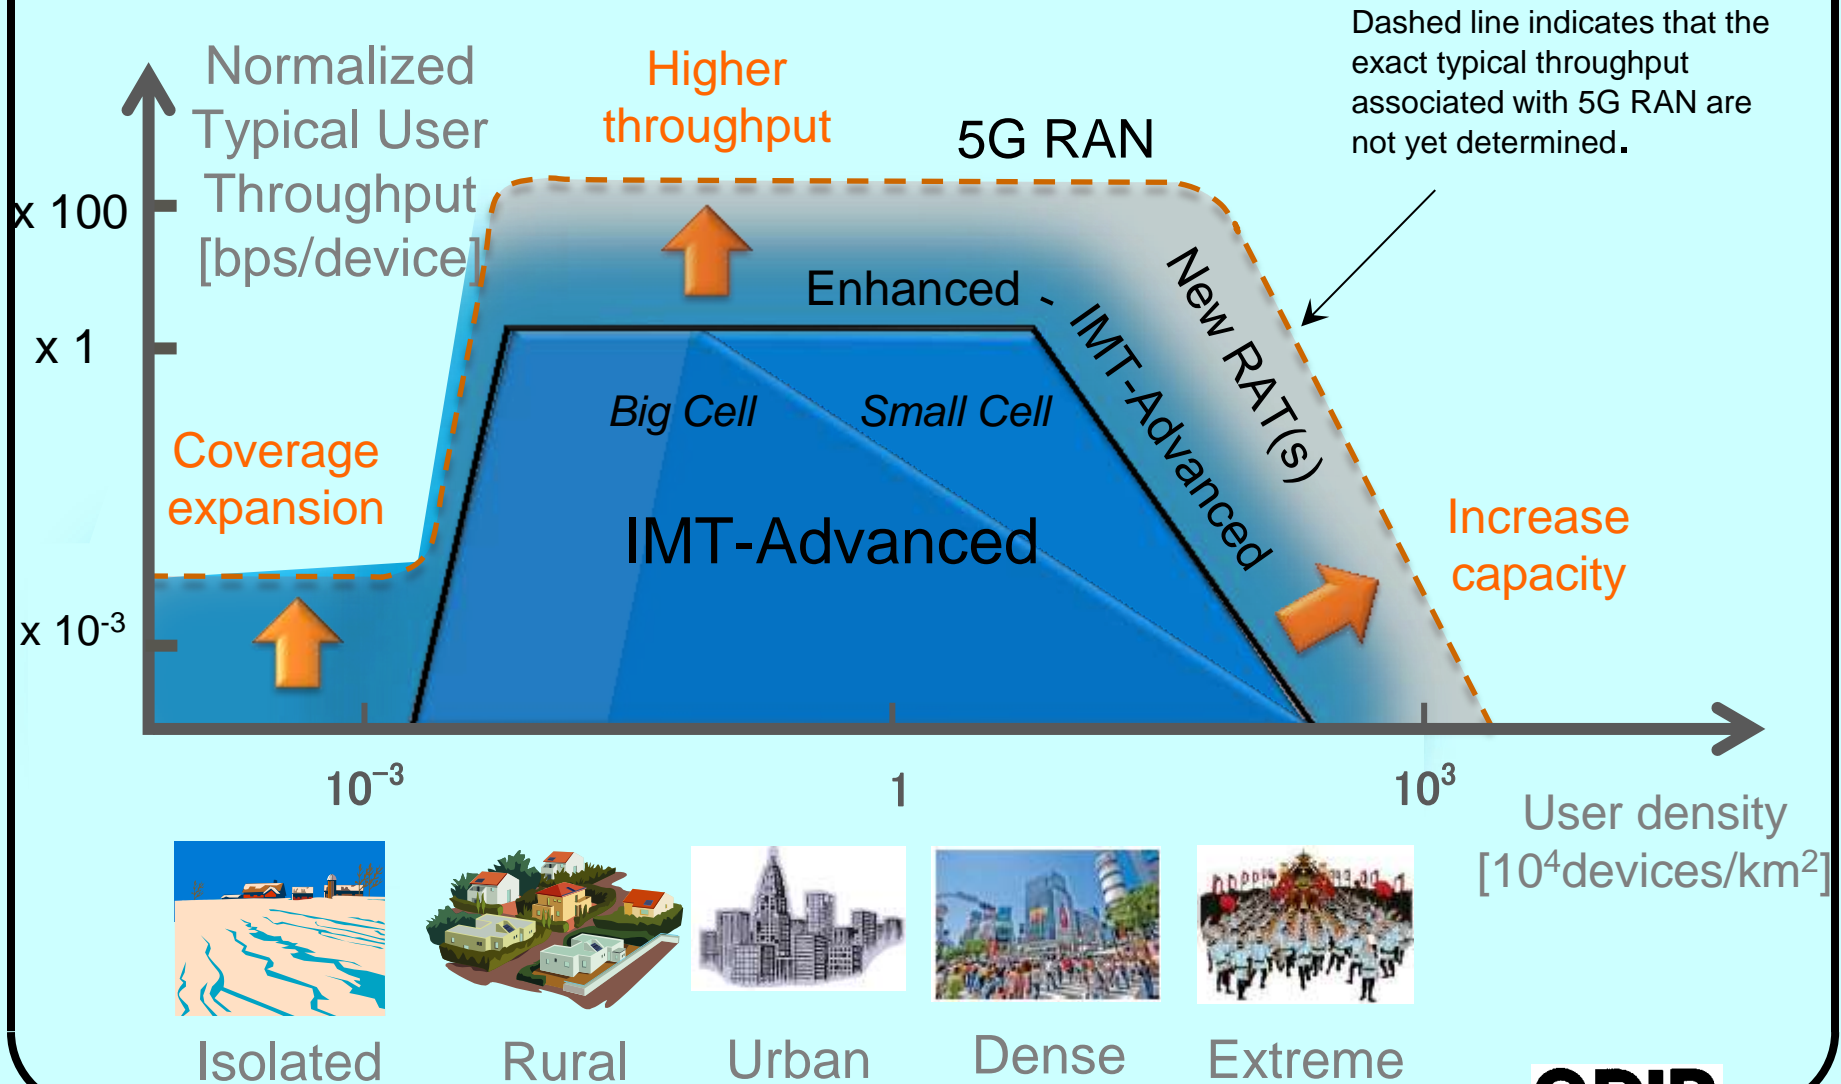 Dashed line indicates that the
exact typical throughput
associated with 5G RAN are
not yet determined.
Normalized
Typical User
Throughput
[bps/device]
Higher
throughput
5G RAN
x 100
x 1
x 10-3
Enhanced -
IMT-Advanced
New RAT(s)
Big Cell
Small Cell
IMT-Advanced
Coverage
expansion
Increase
capacity
10-3
1
103
User density
[104devices/km2]
Isolated
Rural
Urban
Dense
Extreme